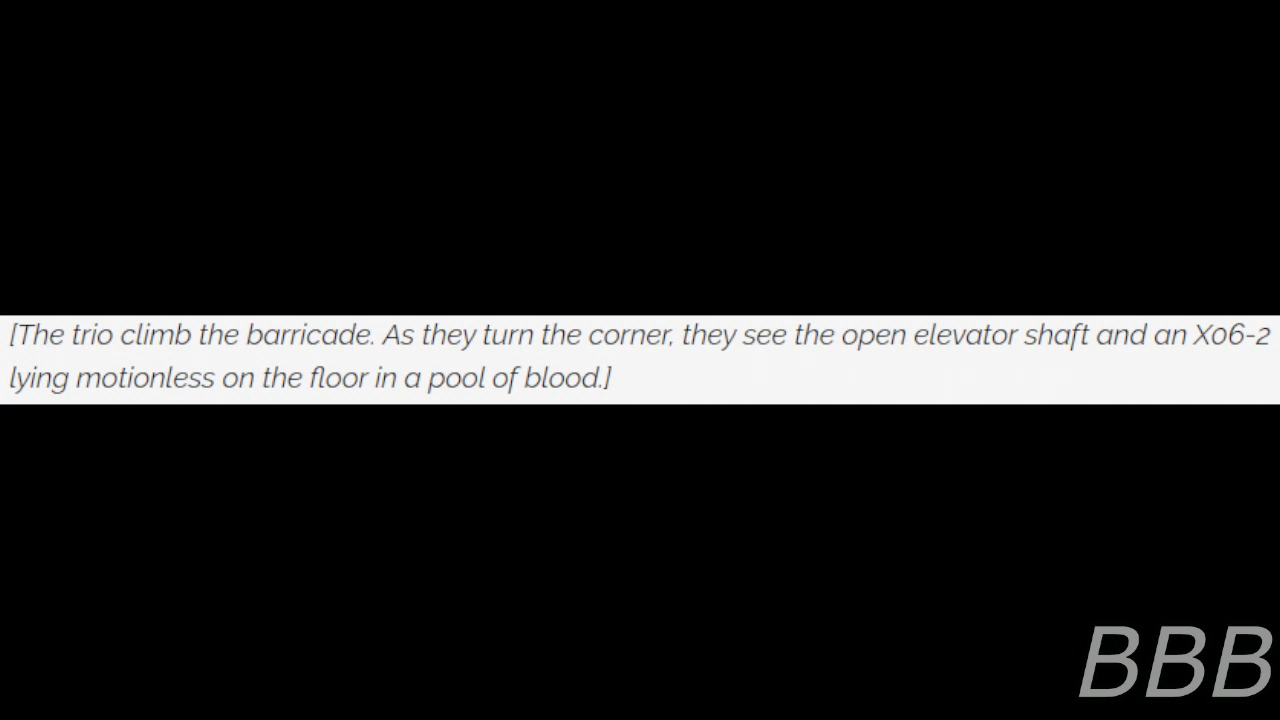 [The trio climb the barricade. As they turn the corner, they see the open elevator shaft and an X06-2
lying motionless on the floor in a pool of blood.]
BBB